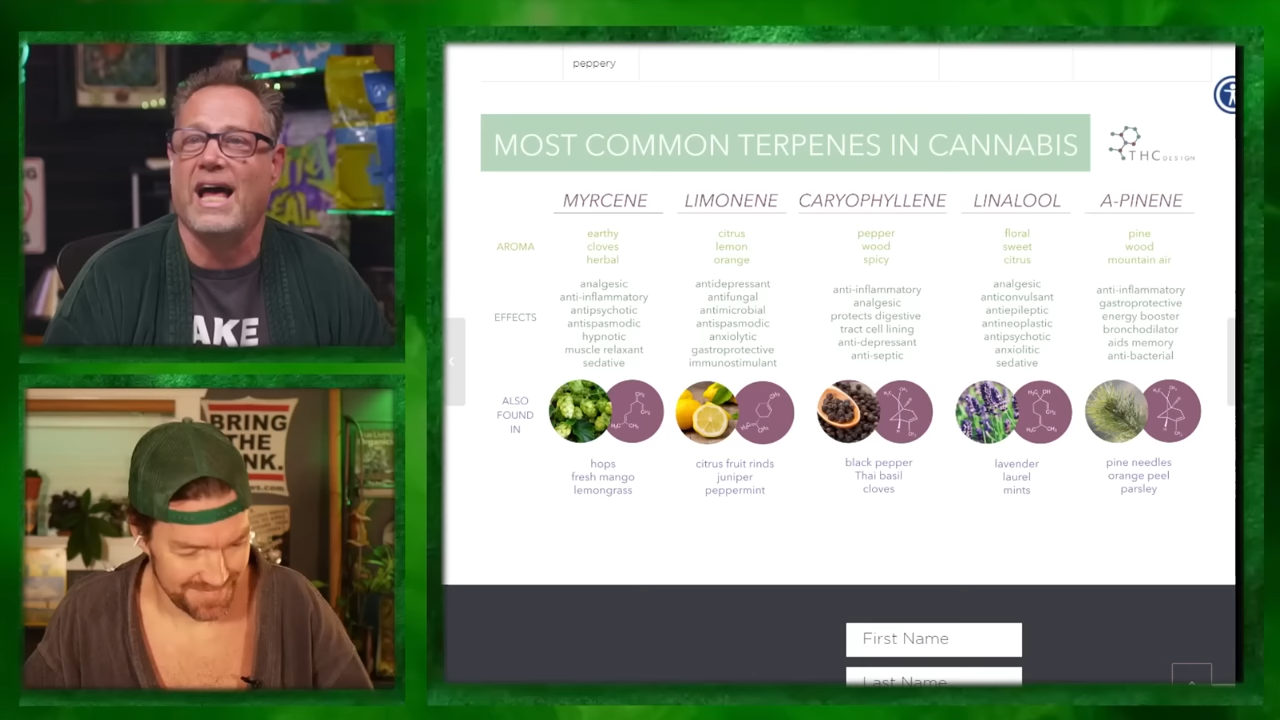 peppery
MOST COMMON TERPENES IN CANNABIS
THC DESIGN
MYRCENE LIMONENE CARYOPHYLLENE LINALOOL A-PINENE
AROMA
earthy
cloves
herbal
citrus
lemon
orange
pepper
wood
spicy
floral
sweet
citrus
pine
wood
mountain air
EFFECTS
analgesic
anti-inflammatory
antipsychotic
antispasmodic
hypnotic
muscle relaxant
sedative
antidepressant
antifungal
antimicrobial
antispasmodic
anxiolytic
gastroprotective
immunostimulant
anti-inflammatory
analgesic
protects digestive
tract cell lining
anti-depressant
anti-septic
analgesic
anticonvulsant
antiepileptic
antineoplastic
antipsychotic
anxiolitic
sedative
anti-inflammatory
gastroprotective
energy booster
bronchodilator
aids memory
anti-bacterial
ALSO
FOUND
IN
hops
fresh mango
lemongrass
citrus fruit rinds
juniper
peppermint
black pepper
Thai basil
cloves
lavender
laurel
mints
pine needles
orange peel
parsley
First Name
Last Name
AKE
BRING
THE
NK.